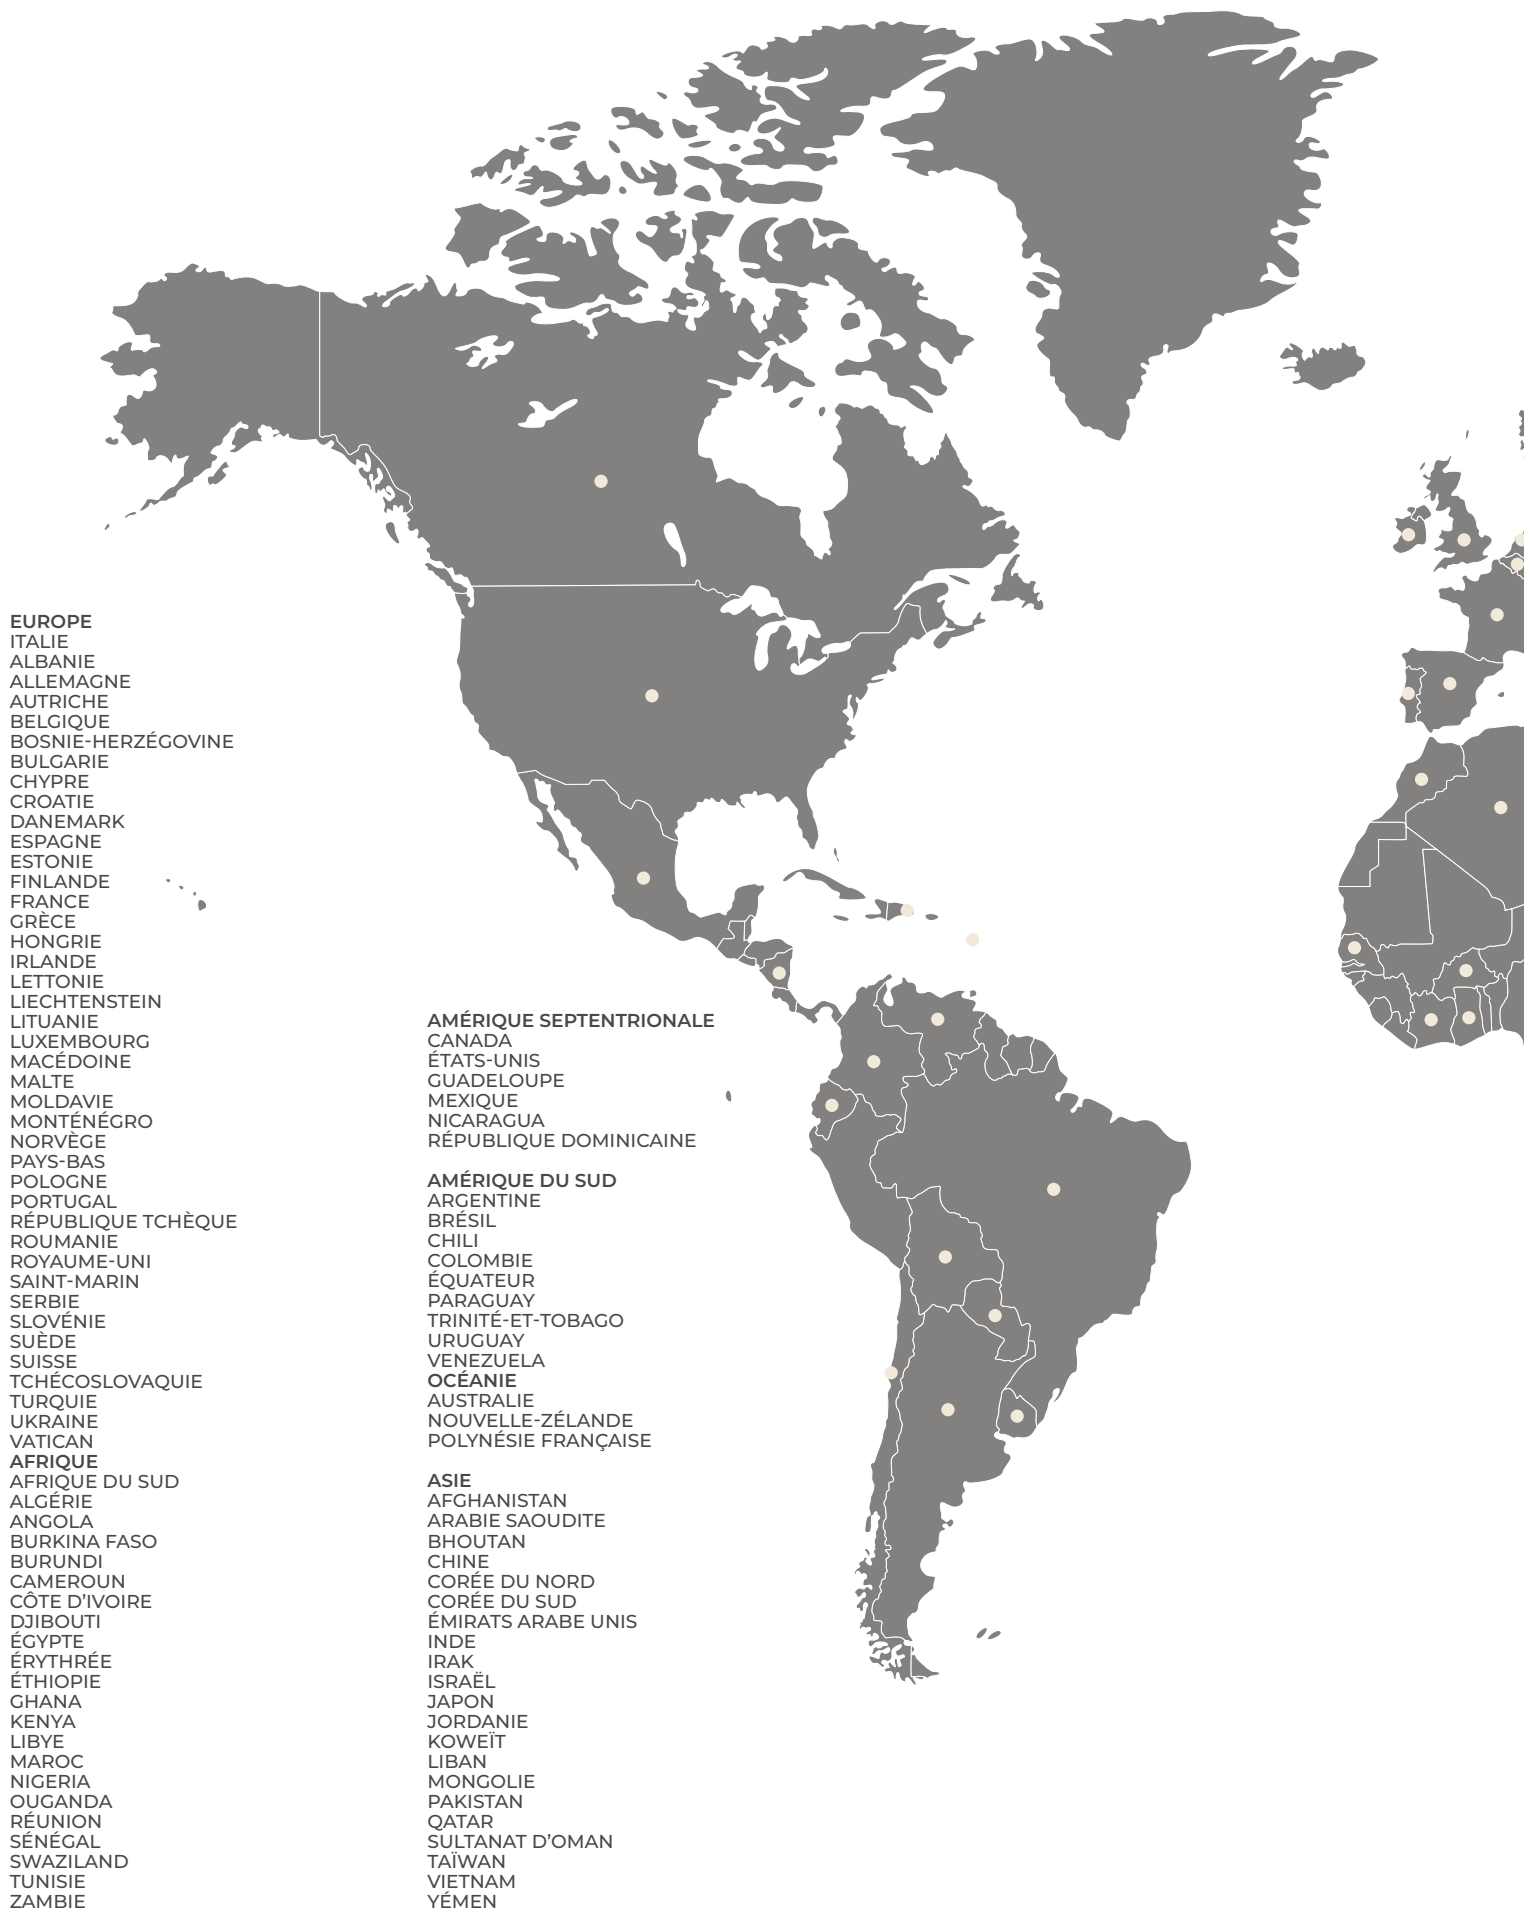 EUROPE
ITALIE
ALBANIE
ALLEMAGNE
AUTRICHE
BELGIQUE
BOSNIE-HERZÉGOVINE
BULGARIE
CHYPRE
CROATIE
DANEMARK
ESPAGNE
ESTONIE
FINLANDE
FRANCE
GRÈCE
HONGRIE
IRLANDE
LETTONIE
LIECHTENSTEIN
LITUANIE
LUXEMBOURG
MACÉDOINE
MALTE
MOLDAVIE
MONTÉNÉGRO
NORVÈGE
PAYS-BAS
POLOGNE
PORTUGAL
RÉPUBLIQUE TCHÈQUE
ROUMANIE
ROYAUME-UNI
SAINT-MARIN
SERBIE
SLOVÉNIE
SUÈDE
SUISSE
TCHÉCOSLOVAQUIE
TURQUIE
UKRAINE
VATICAN
AFRIQUE
AFRIQUE DU SUD
ALGÉRIE
ANGOLA
BURKINA FASO
BURUNDI
CAMEROUN
CÔTE D’IVOIRE
DJIBOUTI
ÉGYPTE
ÉRYTHRÉE
ÉTHIOPIE
GHANA
KENYA
LIBYE
MAROC
NIGERIA
OUGANDA
RÉUNION
SÉNÉGAL
SWAZILAND
TUNISIE
ZAMBIE
AMÉRIQUE SEPTENTRIONALE
CANADA
ÉTATS-UNIS
GUADELOUPE
MEXIQUE
NICARAGUA
RÉPUBLIQUE DOMINICAINE
AMÉRIQUE DU SUD
ARGENTINE
BRÉSIL
CHILI
COLOMBIE
ÉQUATEUR
PARAGUAY
TRINITÉ-ET-TOBAGO
URUGUAY
VENEZUELA
OCÉANIE
AUSTRALIE
NOUVELLE-ZÉLANDE
POLYNÉSIE FRANÇAISE
ASIE
AFGHANISTAN
ARABIE SAOUDITE
BHOUTAN
CHINE
CORÉE DU NORD
CORÉE DU SUD
ÉMIRATS ARABE UNIS
INDE
IRAK
ISRAËL
JAPON
JORDANIE
KOWEÏT
LIBAN
MONGOLIE
PAKISTAN
QATAR
SULTANAT D’OMAN
TAÏWAN
VIETNAM
YÉMEN